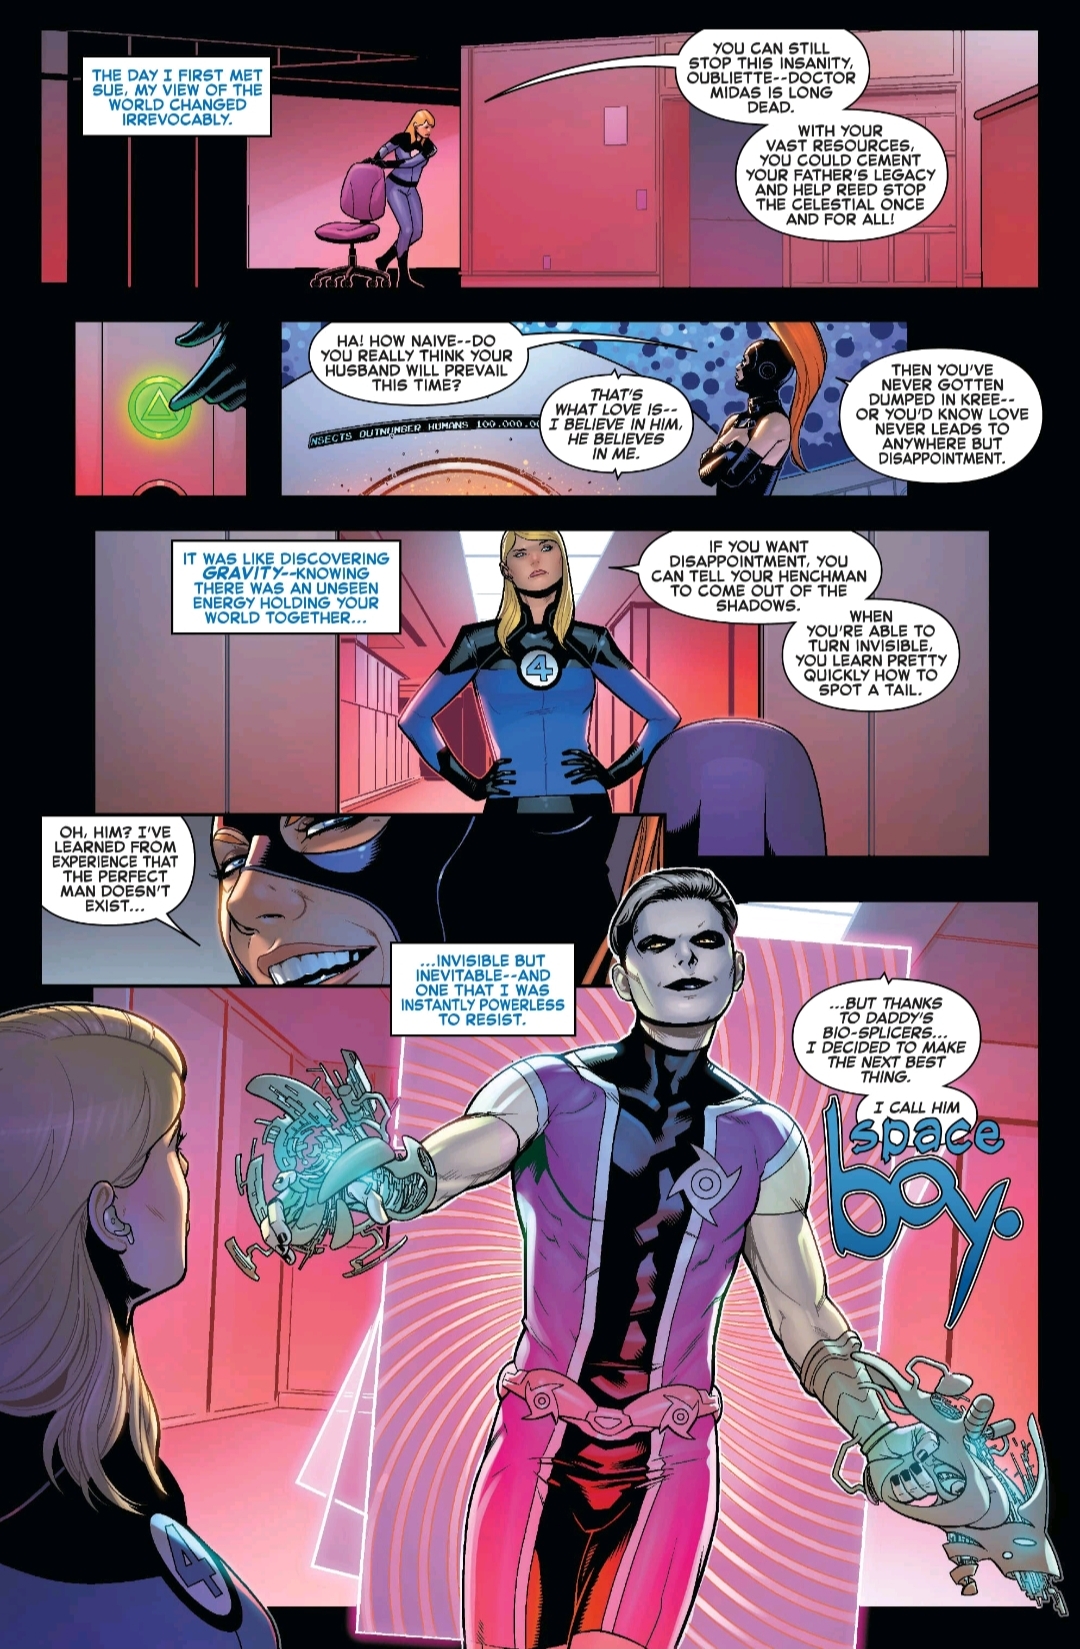 THE DAY I FIRST MET
SUE, MY VIEW OF THE
WORLD CHANGED
IRREVOCABLY.
YOU CAN STILL
STOP THIS INSANITY,
OUBLIETTE--DOCTOR
MIDAS IS LONG
DEAD.
WITH YOUR
VAST RESOURCES,
YOU COULD CEMENT
YOUR FATHER'S LEGACY
AND HELP REED STOP
THE CELESTIAL ONCE
AND FOR ALL!
HA! HOW NAIVE--DO
YOU REALLY THINK YOUR
HUSBAND WILL PREVAIL
THIS TIME?
NSECTS OUTNUMBER HUMANS 100,000,00
THAT'S
WHAT LOVE IS--
I BELIEVE IN HIM,
HE BELIEVES
IN ME.
THEN YOU'VE
NEVER GOTTEN
DUMPED IN KREE--
OR YOU'D KNOW LOVE
NEVER LEADS TO
ANYWHERE BUT
DISAPPOINTMENT.
IT WAS LIKE DISCOVERING
GRAVITY--KNOWING
THERE WAS AN UNSEEN
ENERGY HOLDING YOUR
WORLD TOGETHER...
4
IF YOU WANT
DISAPPOINTMENT, YOU
CAN TELL YOUR HENCHMAN
TO COME OUT OF THE
SHADOWS.
WHEN
YOU'RE ABLE TO
TURN INVISIBLE,
YOU LEARN PRETTY
QUICKLY HOW TO
SPOT A TAIL.
OH, HIM? I'VE
LEARNED FROM
EXPERIENCE THAT
THE PERFECT
MAN DOESN'T
EXIST...
...INVISIBLE BUT
INEVITABLE--AND
ONE THAT I WAS
INSTANTLY POWERLESS
TO RESIST.
...BUT THANKS
TO DADDY'S
BIO-SPLICERS...
I DECIDED TO MAKE
THE NEXT BEST
THING.
I CALL HIM
space
boy.
4